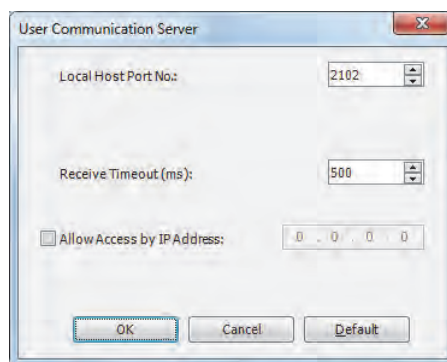 User Communication Server
Local Host Port No.: 2102
Receive Timeout (ms): 500
Allow Access by IP Address: 0 . 0 . 0 . 0
OK Cancel Default